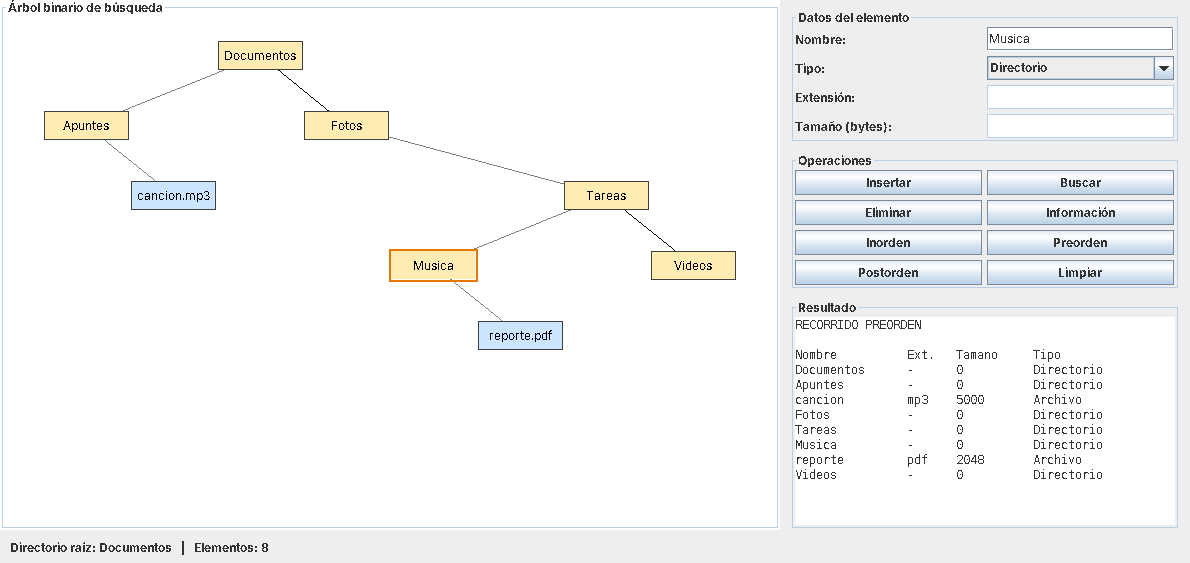 Árbol binario de búsqueda
Documentos
Apuntes
Fotos
cancion.mp3
Tareas
Musica
Videos
reporte.pdf
Datos del elemento
Nombre: Musica
Tipo: Directorio
Extensión:
Tamaño (bytes):
Operaciones
Insertar Buscar
Eliminar Información
Inorden Preorden
Postorden Limpiar
Resultado
RECORRIDO PREORDEN
Nombre Ext. Tamano Tipo
Documentos - 0 Directorio
Apuntes - 0 Directorio
cancion mp3 5000 Archivo
Fotos - 0 Directorio
Tareas - 0 Directorio
Musica - 0 Directorio
reporte pdf 2048 Archivo
Videos - 0 Directorio
Directorio raíz: Documentos | Elementos: 8